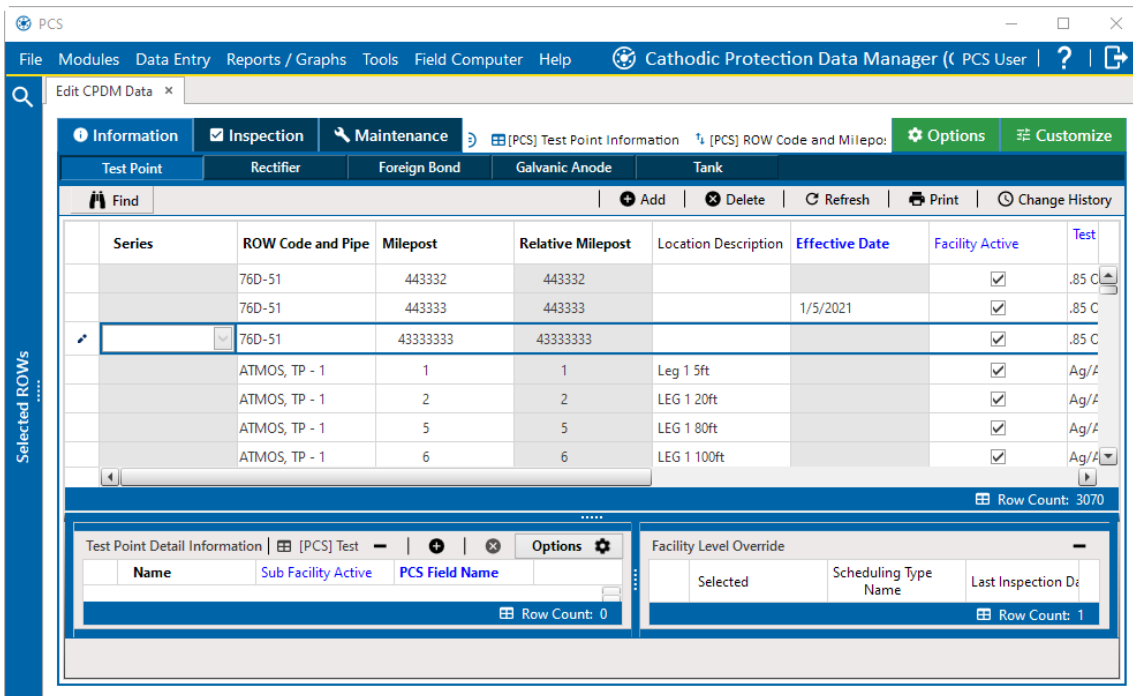 PCS
File Modules Data Entry Reports / Graphs Tools Field Computer Help Cathodic Protection Data Manager (( PCS User | ? |
Edit CPDM Data ×
Information Inspection Maintenance [PCS] Test Point Information [PCS] ROW Code and Milepo: Options Customize
Test Point Rectifier Foreign Bond Galvanic Anode Tank
Find | Add | Delete | Refresh | Print | Change History
Series ROW Code and Pipe Milepost Relative Milepost Location Description Effective Date Facility Active Test
76D-51 443332 443332 .85 C
76D-51 443333 443333 1/5/2021 .85 C
76D-51 43333333 43333333 .85 C
ATMOS, TP - 1 1 1 Leg 1 5ft Ag/A
ATMOS, TP - 1 2 2 LEG 1 20ft Ag/A
ATMOS, TP - 1 5 5 LEG 1 80ft Ag/A
ATMOS, TP - 1 6 6 LEG 1 100ft Ag/A
Row Count: 3070
Selected ROWs
Test Point Detail Information | [PCS] Test | | Options
Name Sub Facility Active PCS Field Name
Row Count: 0
Facility Level Override
Selected Scheduling Type Name Last Inspection Da
Row Count: 1